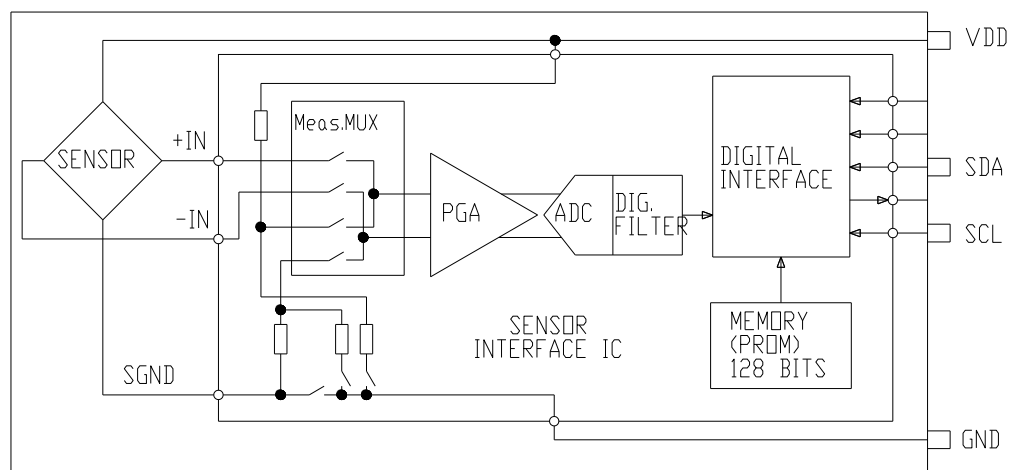 VDD
Meas.MUX
+IN
SENSOR
DIGITAL
INTERFACE
SDA
-IN
PGA
ADC
DIG.
FILTER
SCL
SENSOR
INTERFACE IC
MEMORY
(PROM)
128 BITS
SGND
GND